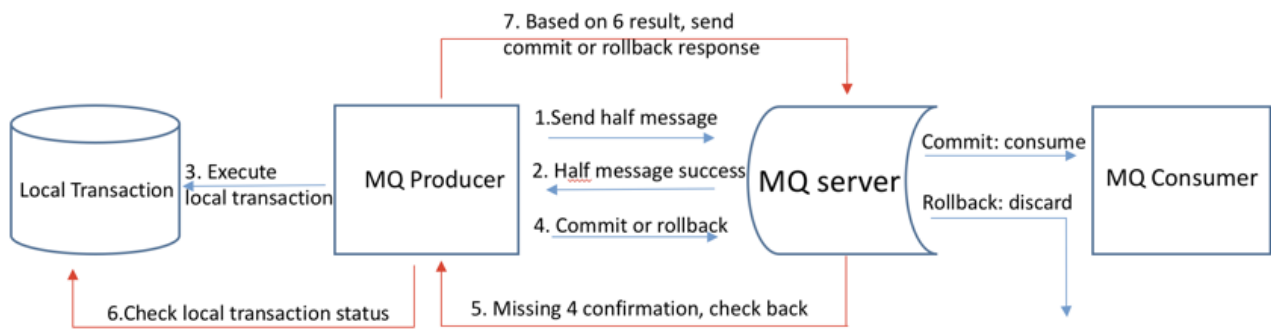 7. Based on 6 result, send
commit or rollback response
1.Send half message
Commit: consume
3. Execute
local transaction
2. Half message success
Local Transaction
MQ Producer
MQ server
MQ Consumer
Rollback: discard
4. Commit or rollback
6.Check local transaction status
5. Missing 4 confirmation, check back